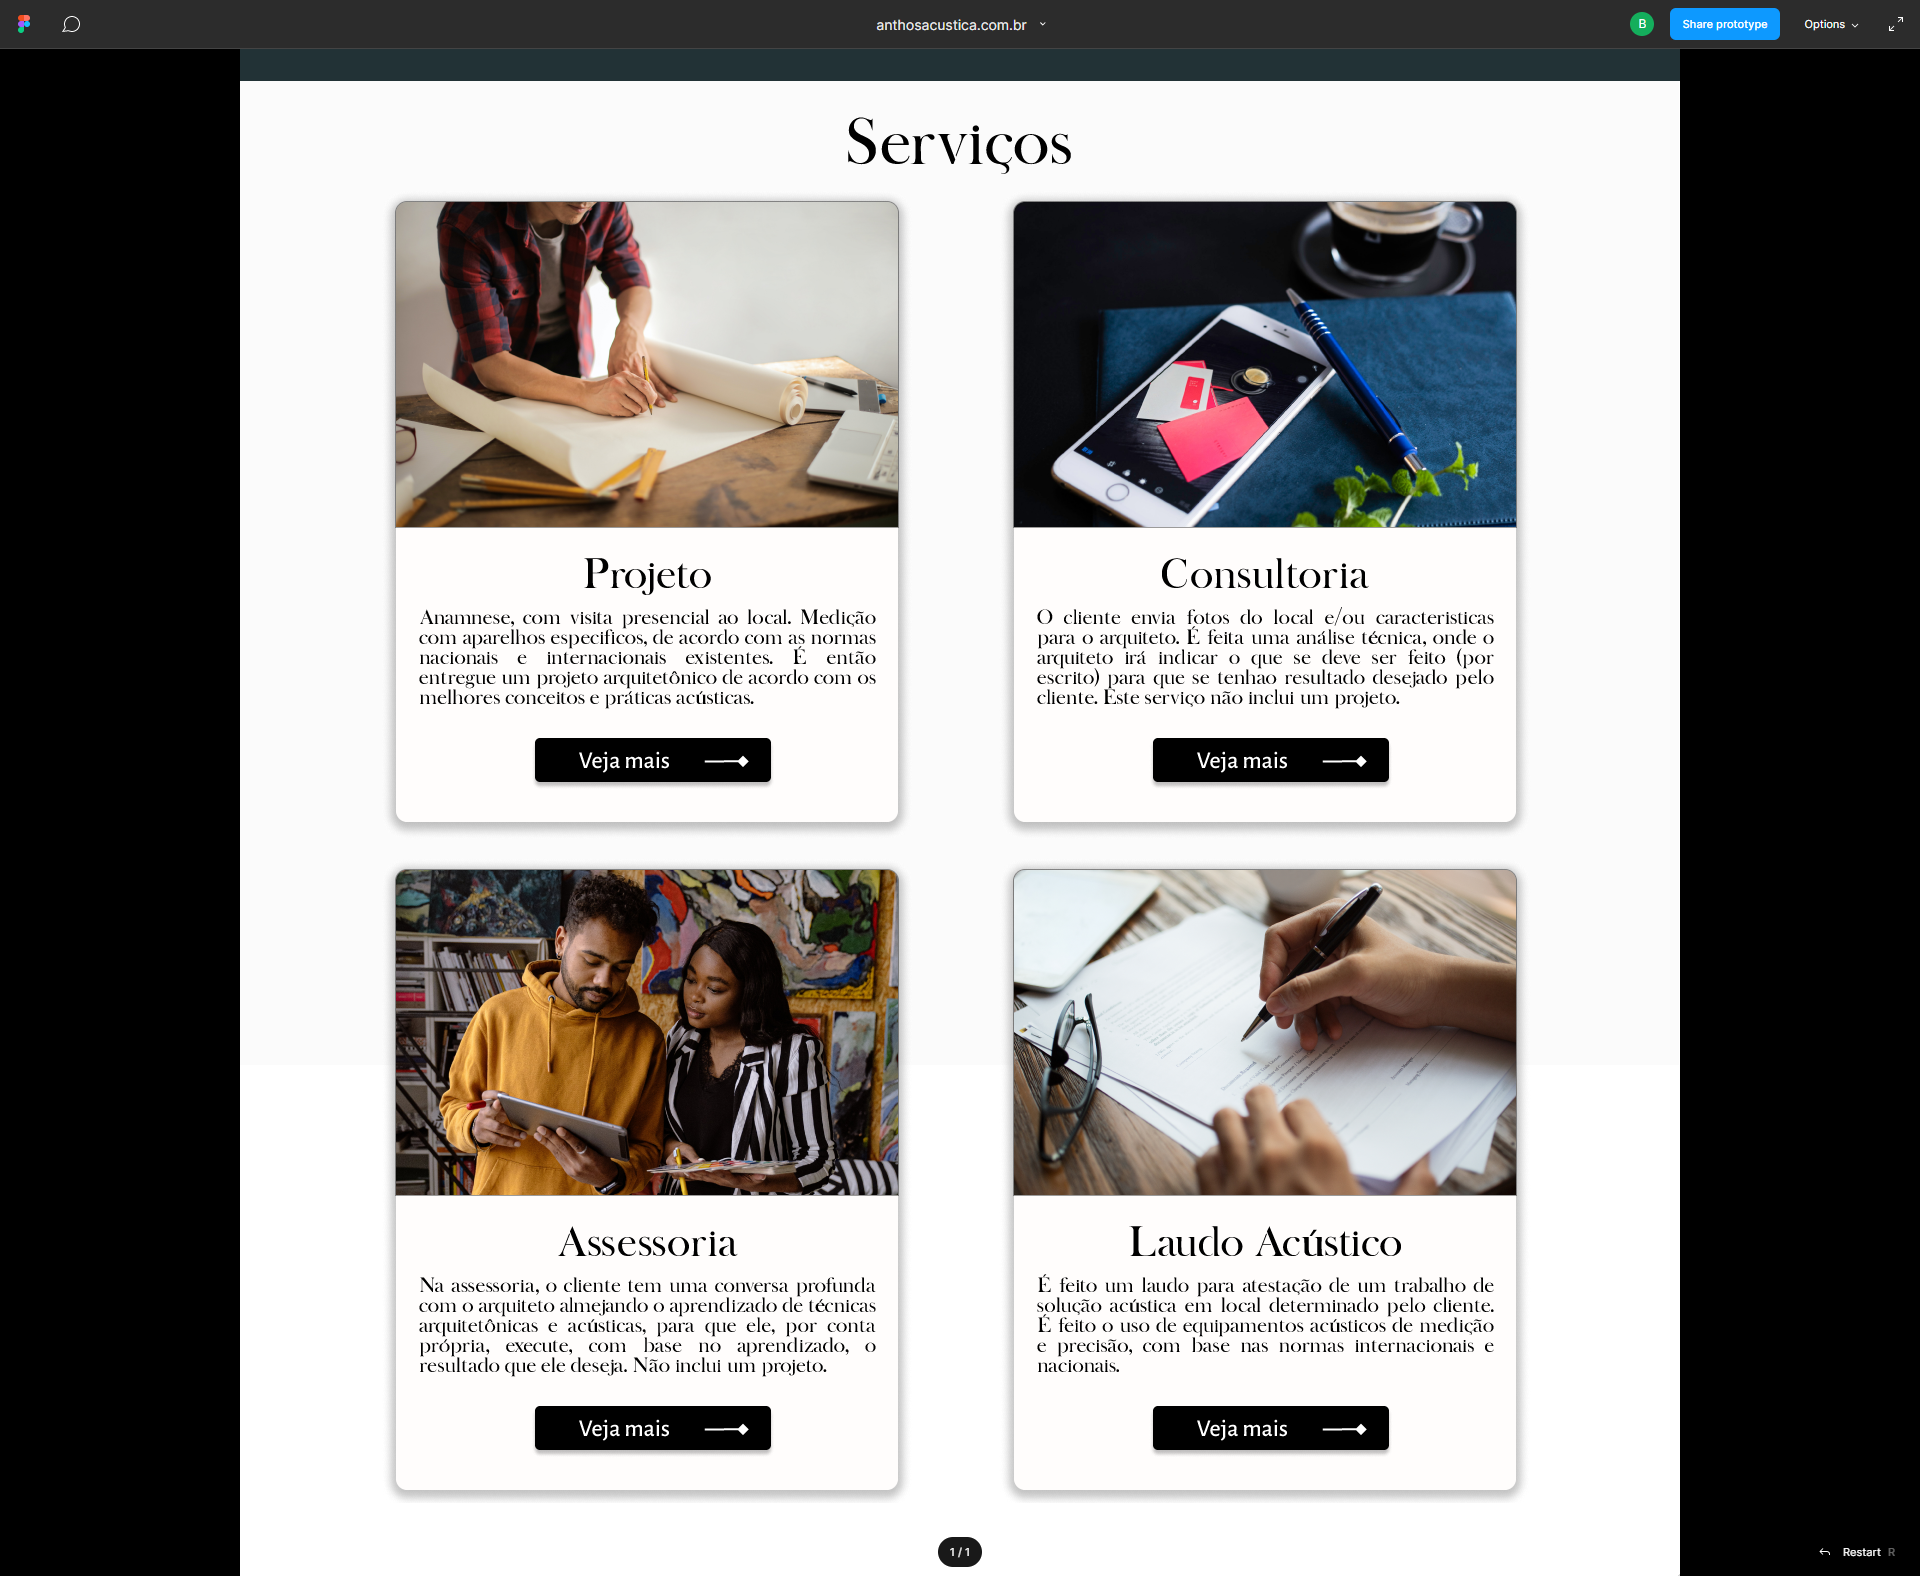 anthosacustica.com.br
B
Share prototype
Options
Serviços
Projeto
Anamnese, com visita presencial ao local. Medição
com aparelhos especificos, de acordo com as normas
nacionais e internacionais existentes. É então
entregue um projeto arquitetônico de acordo com os
melhores conceitos e práticas acústicas.
Veja mais
Consultoria
O cliente envia fotos do local e/ou caracteristicas
para o arquiteto. É feita uma análise técnica, onde o
arquiteto irá indicar o que se deve ser feito (por
escrito) para que se tenhao resultado desejado pelo
cliente. Este serviço não inclui um projeto.
Veja mais
Assessoria
Na assessoria, o cliente tem uma conversa profunda
com o arquiteto almejando o aprendizado de técnicas
arquitetônicas e acústicas, para que ele, por conta
própria, execute, com base no aprendizado, o
resultado que ele deseja. Não inclui um projeto.
Veja mais
Laudo Acústico
É feito um laudo para atestação de um trabalho de
solução acústica em local determinado pelo cliente.
É feito o uso de equipamentos acústicos de medição
e precisão, com base nas normas internacionais e
nacionais.
Veja mais
1 / 1
Restart R